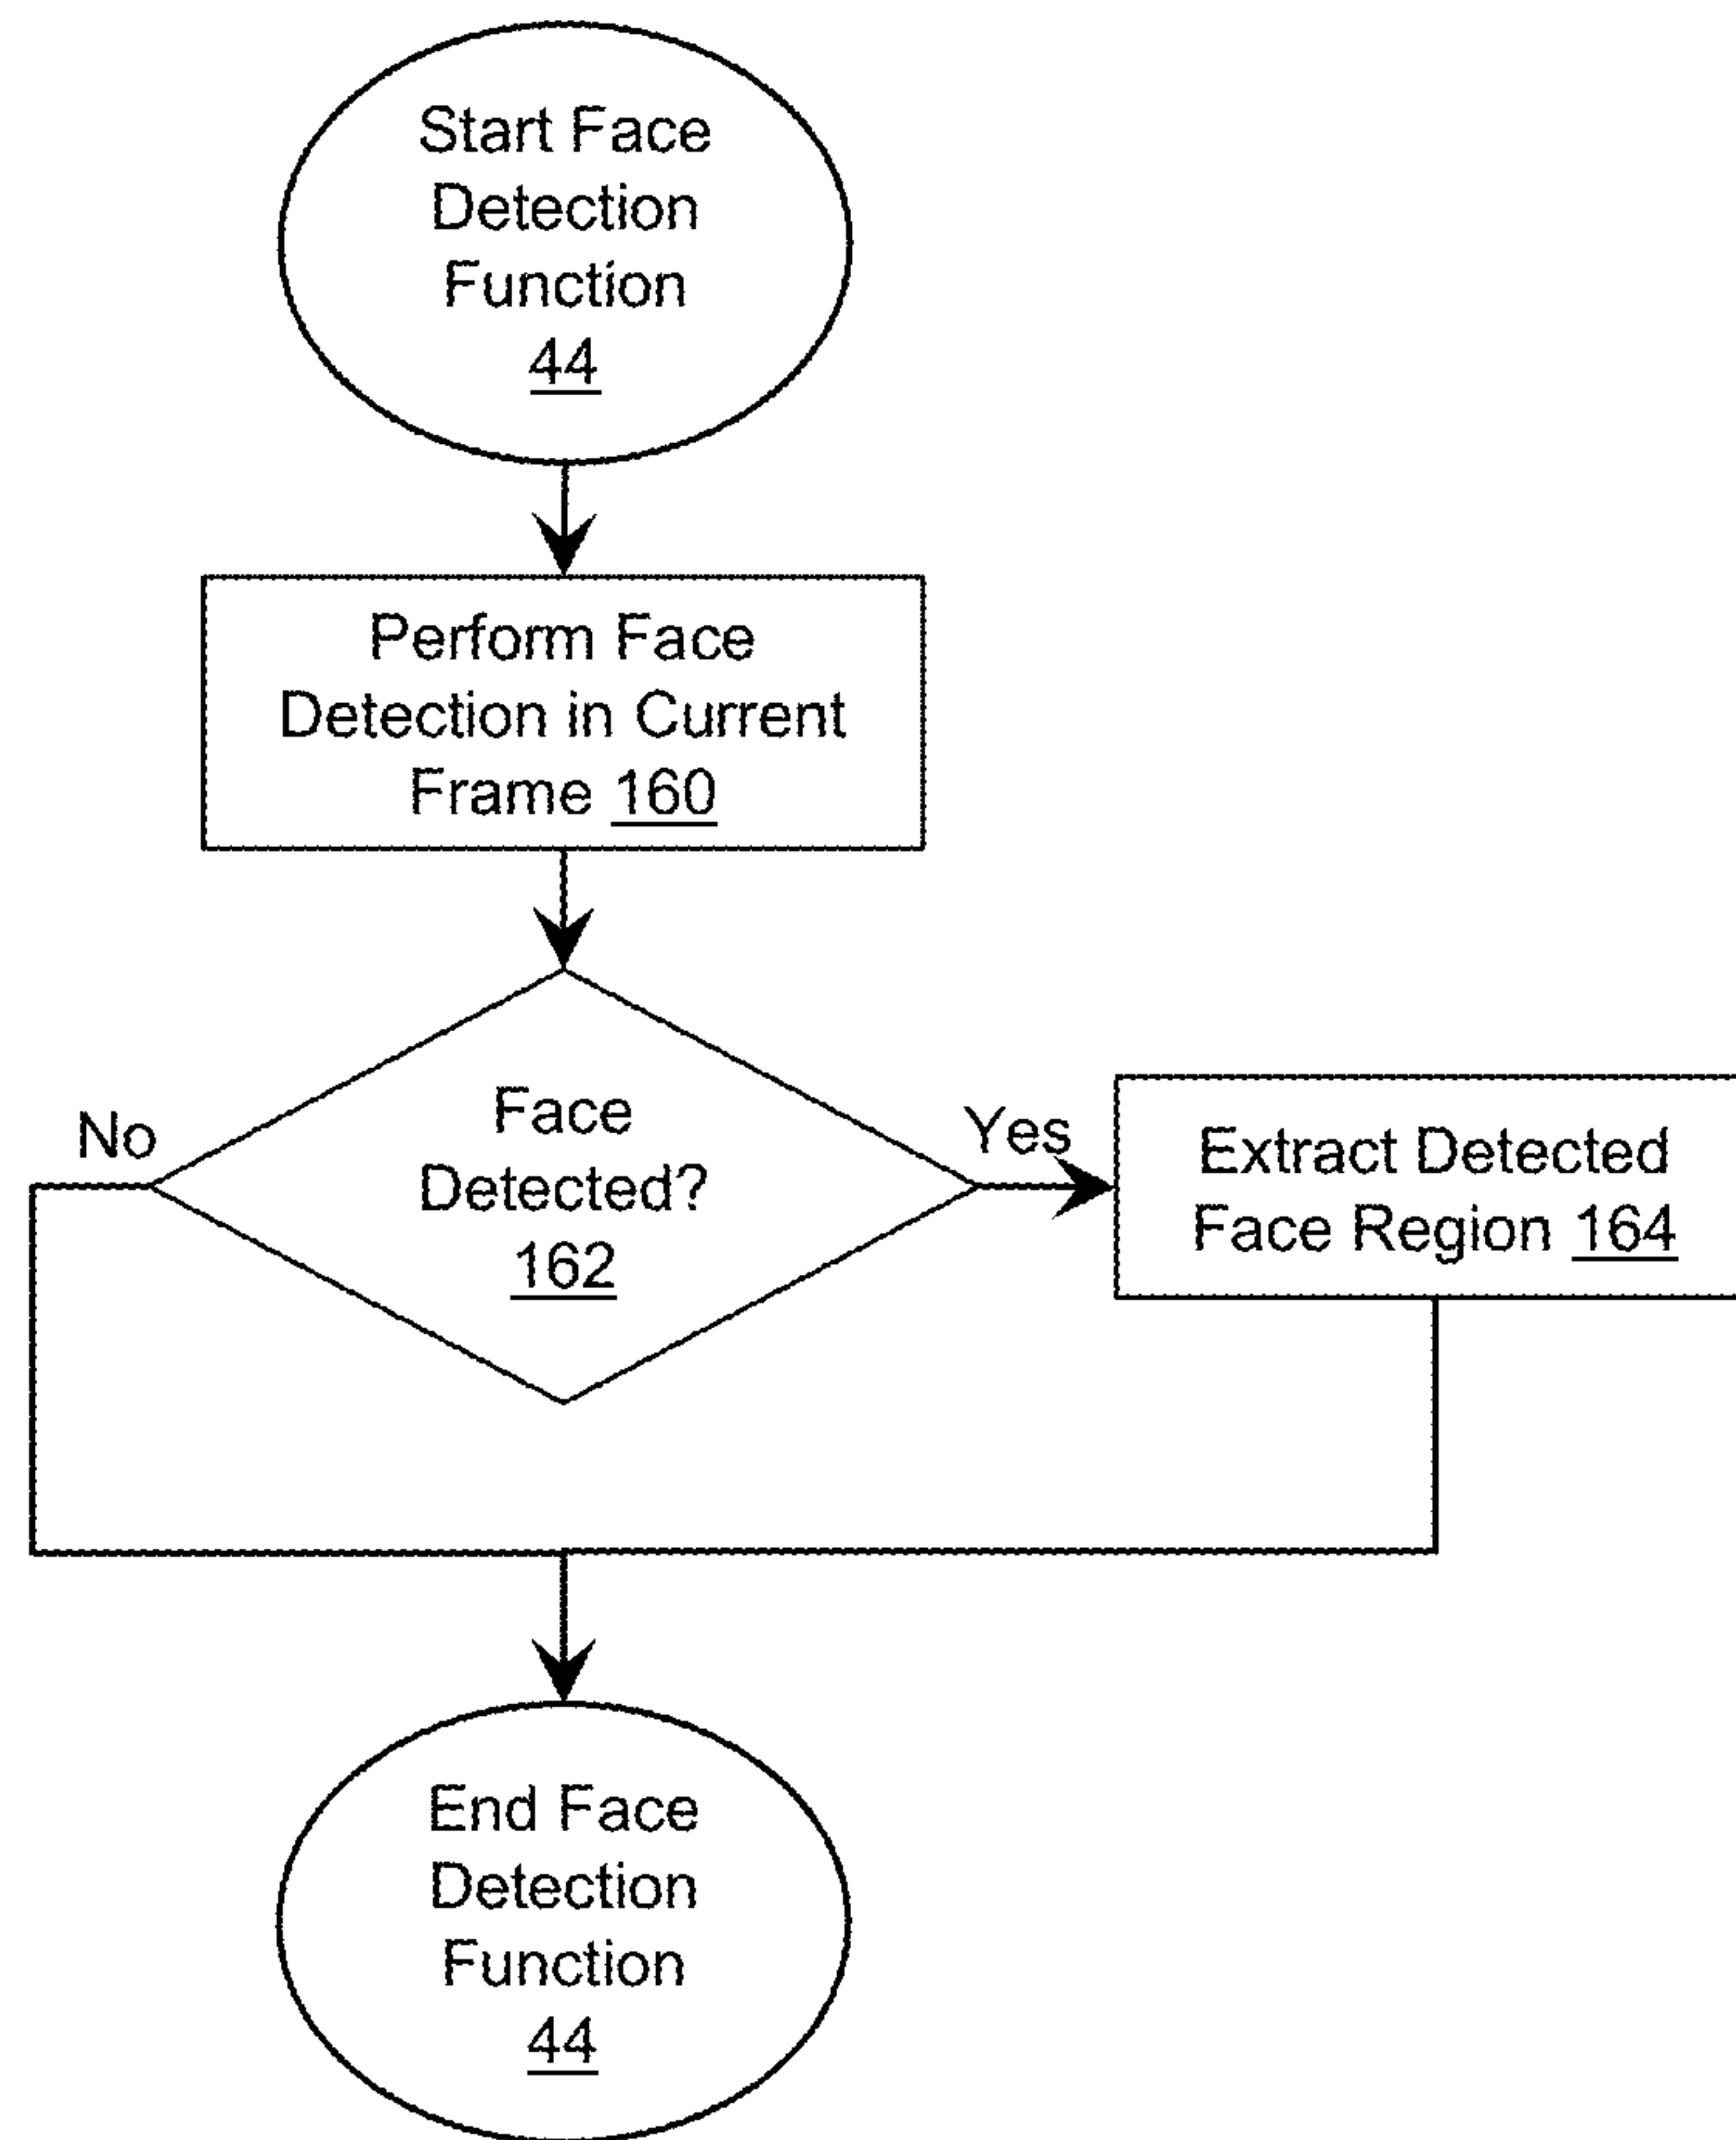 Start Face
Detection
Function
44
Perform Face
Detection in Current
Frame 160
Face
Detected?
162
No
Yes
Extract Detected
Face Region 164
End Face
Detection
Function
44